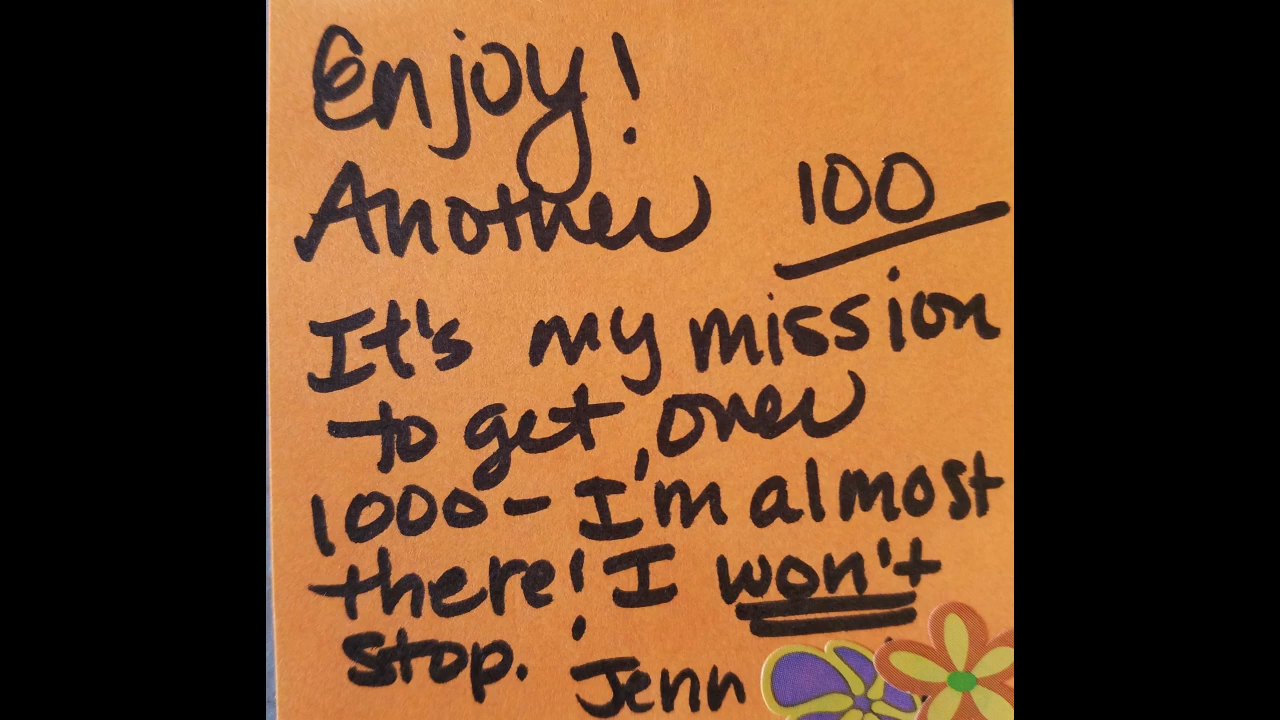 Enjoy!
Another 100
It's my mission
to get over
1000- I'm almost
there! I won't
stop.
Jenn